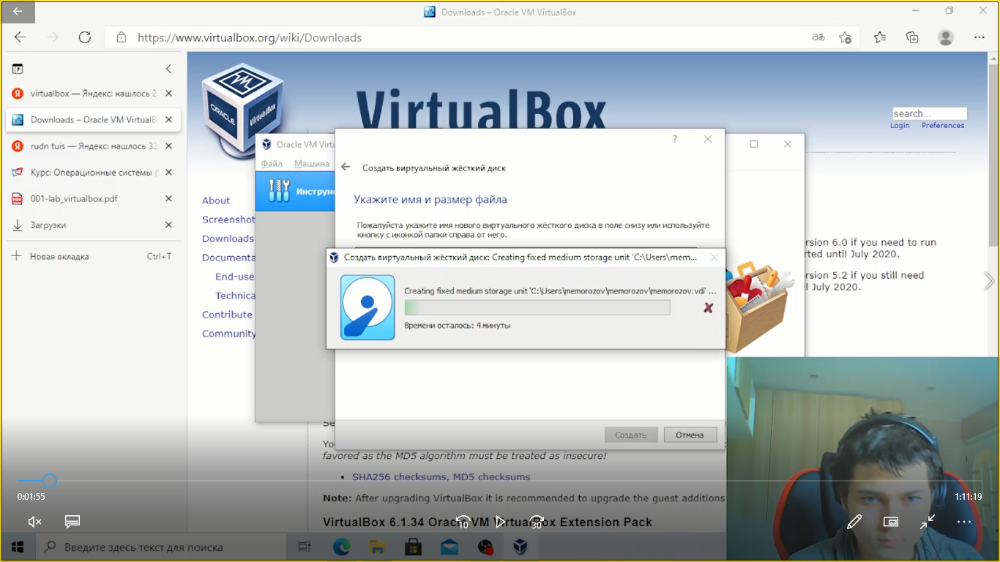 Downloads – Oracle VM VirtualBox
https://www.virtualbox.org/wiki/Downloads
virtualbox — Яндекс: нашлось 2
Downloads – Oracle VM VirtualB
rudn tuis — Яндекс: нашлось 32
Курс: Операционные системы (
001-lab_virtualbox.pdf
Загрузки
Новая вкладка
Ctrl+T
VirtualBox
ORACLE
VirtualBox
search...
Login Preferences
About
Screenshot
Downloads
Documenta
End-use
Technica
Contribute
Community
Oracle VM Virtu
Файл Машина
Инструме
Создать виртуальный жёсткий диск
Укажите имя и размер файла
Пожалуйста укажите имя нового виртуального жёсткого диска в поле снизу или используйте
кнопку с иконкой папки справа от него.
Создать виртуальный жёсткий диск: Creating fixed medium storage unit 'C:\Users\mem...
Creating fixed medium storage unit 'C:\Users\memorozov\memorozov\memorozov.vdi' ...
Времени осталось: 4 минуты
Создать
Отмена
ersion 6.0 if you need to run
rted until July 2020.
rsion 5.2 if you still need
l July 2020.
Se
Yo
favored as the MD5 algorithm must be treated as insecure!
SHA256 checksums, MD5 checksums
Note: After upgrading VirtualBox it is recommended to upgrade the guest additions
VirtualBox 6.1.34 Oracle VM VirtualBox Extension Pack
0:01:55
1:11:19
10
30
Введите здесь текст для поиска